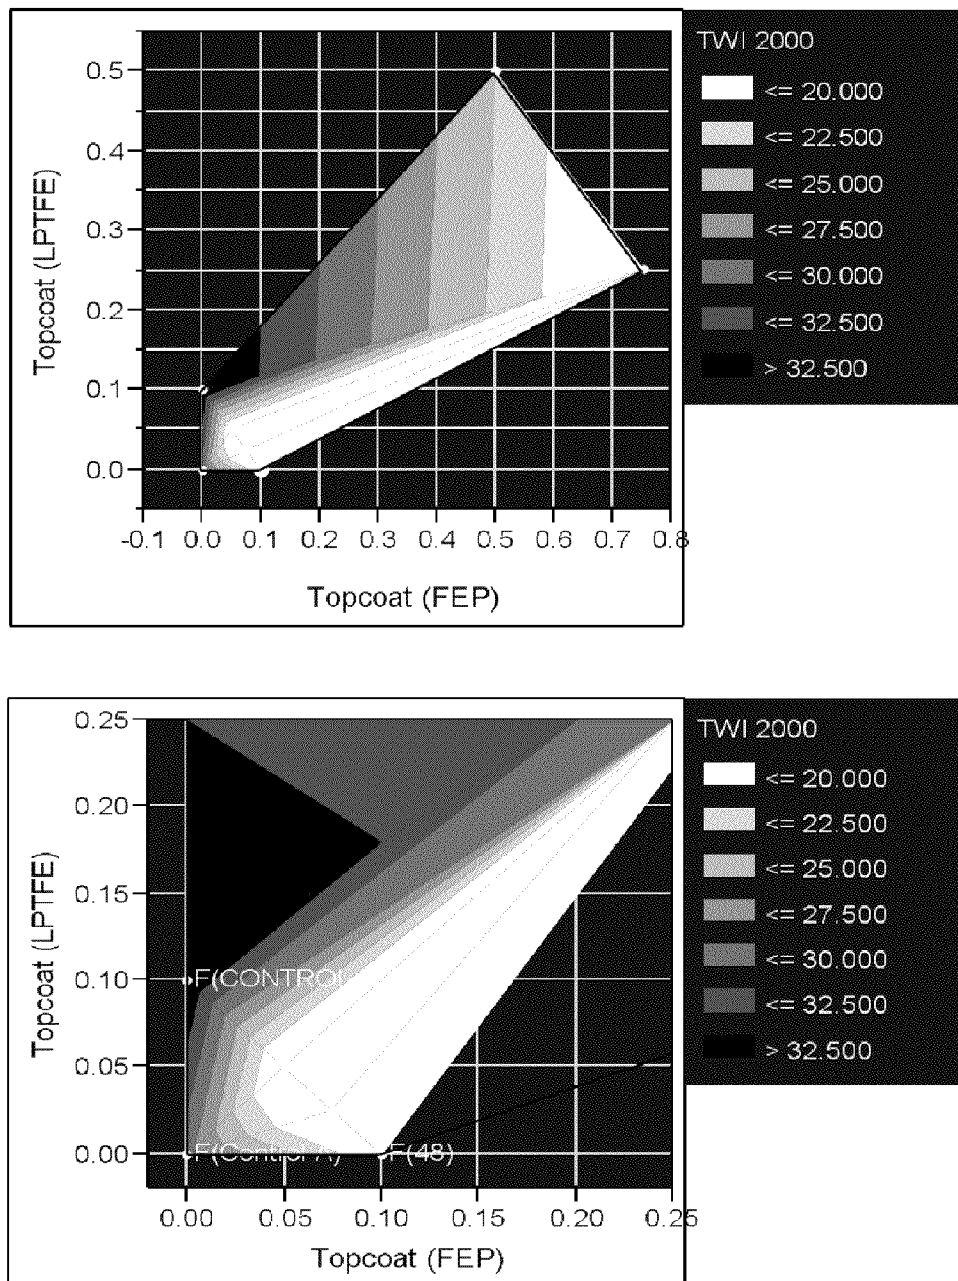 TWI 2000
<= 20.000
<= 22.500
<= 25.000
<= 27.500
<= 30.000
<= 32.500
> 32.500
Topcoat (LPTFE)
0.5
0.4
0.3
0.2
0.1
0.0
-0.1 0.0 0.1 0.2 0.3 0.4 0.5 0.6 0.7 0.8
Topcoat (FEP)
TWI 2000
<= 20.000
<= 22.500
<= 25.000
<= 27.500
<= 30.000
<= 32.500
> 32.500
Topcoat (LPTFE)
0.25
0.20
0.15
0.10
0.05
0.00
F(CONTROL
F(Control A)
F(48)
0.00 0.05 0.10 0.15 0.20 0.25
Topcoat (FEP)